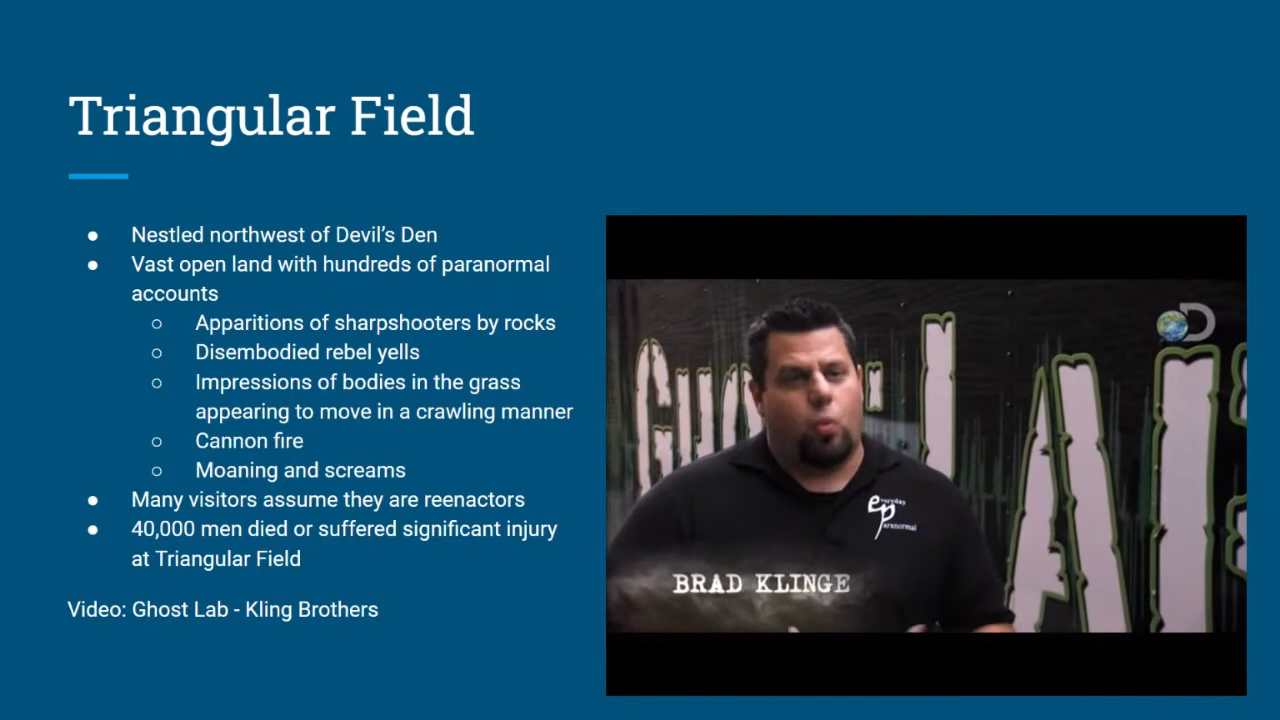 Triangular Field
● Nestled northwest of Devil’s Den
● Vast open land with hundreds of paranormal
accounts
○ Apparitions of sharpshooters by rocks
○ Disembodied rebel yells
○ Impressions of bodies in the grass
appearing to move in a crawling manner
○ Cannon fire
○ Moaning and screams
● Many visitors assume they are reenactors
● 40,000 men died or suffered significant injury
at Triangular Field
Video: Ghost Lab - Kling Brothers
D
everyday
paranormal
BRAD KLINGE